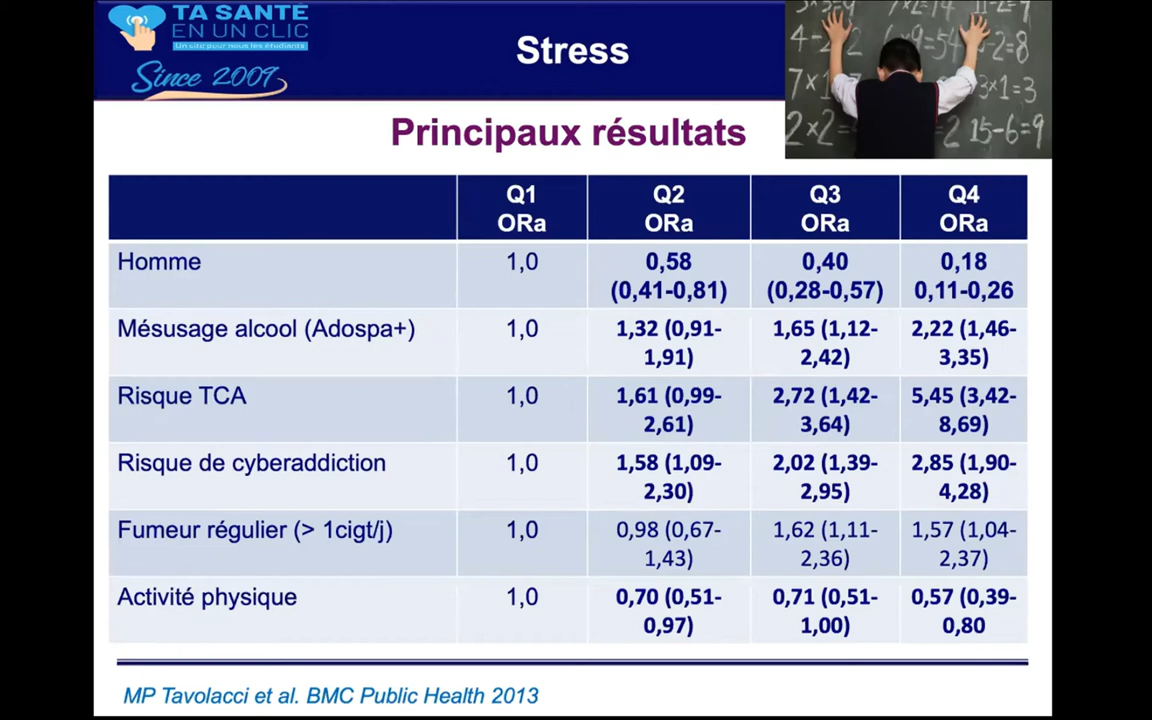 TA SANTÉ
EN UN CLIC
Un site pour nous les étudiants
Since 2009
Stress
Principaux résultats
Q1 Q2 Q3 Q4
ORa ORa ORa ORa
Homme 1,0 0,58 0,40 0,18
(0,41-0,81) (0,28-0,57) 0,11-0,26
Mésusage alcool (Adospa+) 1,0 1,32 (0,91- 1,65 (1,12- 2,22 (1,46-
1,91) 2,42) 3,35)
Risque TCA 1,0 1,61 (0,99- 2,72 (1,42- 5,45 (3,42-
2,61) 3,64) 8,69)
Risque de cyberaddiction 1,0 1,58 (1,09- 2,02 (1,39- 2,85 (1,90-
2,30) 2,95) 4,28)
Fumeur régulier (> 1cigt/j) 1,0 0,98 (0,67- 1,62 (1,11- 1,57 (1,04-
1,43) 2,36) 2,37)
Activité physique 1,0 0,70 (0,51- 0,71 (0,51- 0,57 (0,39-
0,97) 1,00) 0,80
MP Tavolacci et al. BMC Public Health 2013